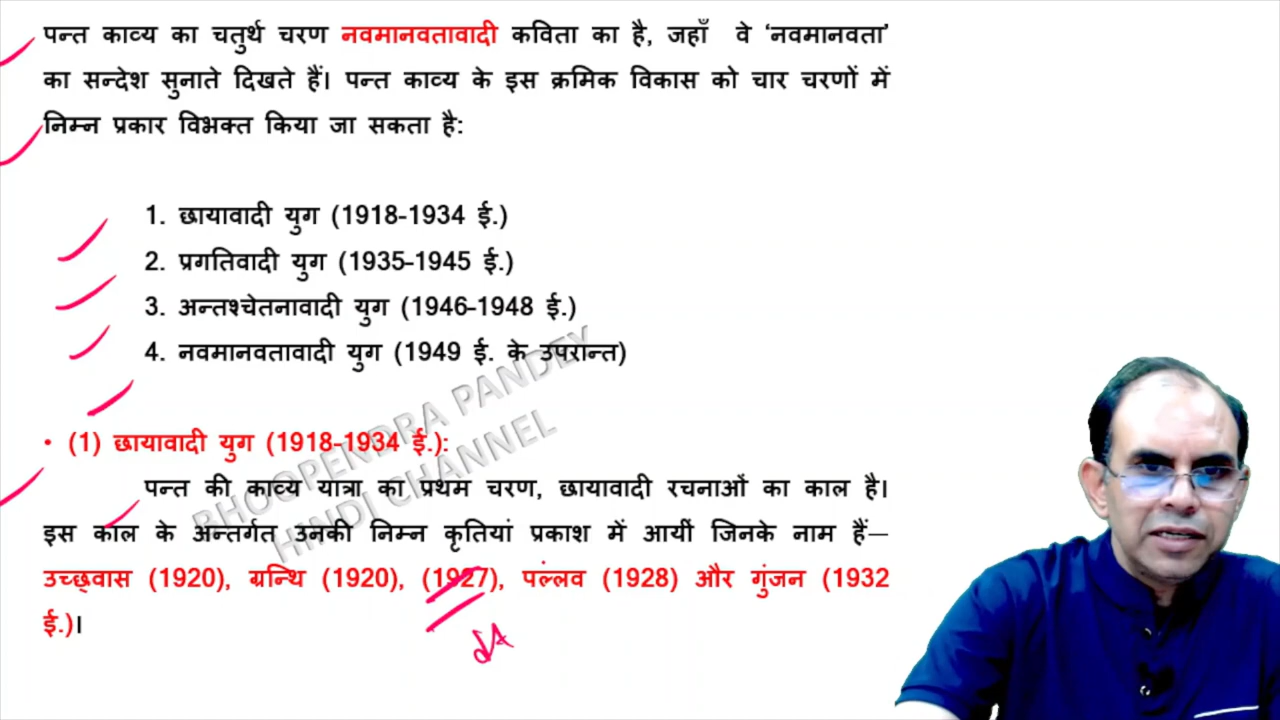 पन्त काव्य का चतुर्थ चरण नवमानवतावादी कविता का है, जहाँ वे ‘नवमानवता’
का सन्देश सुनाते दिखते हैं। पन्त काव्य के इस क्रमिक विकास को चार चरणों में
निम्न प्रकार विभक्त किया जा सकता है:
1. छायावादी युग (1918-1934 ई.)
2. प्रगतिवादी युग (1935-1945 ई.)
3. अन्तश्चेतनावादी युग (1946-1948 ई.)
4. नवमानवतावादी युग (1949 ई. के उपरान्त)
BHOOPENDRA PANDEY
HINDI CHANNEL
• (1) छायावादी युग (1918-1934 ई.):
पन्त की काव्य यात्रा का प्रथम चरण, छायावादी रचनाओं का काल है।
इस काल के अन्तर्गत उनकी निम्न कृतियां प्रकाश में आयीं जिनके नाम हैं—
उच्छ्वास (1920), ग्रन्थि (1920), (1927), पल्लव (1928) और गुंजन (1932
ई.)।